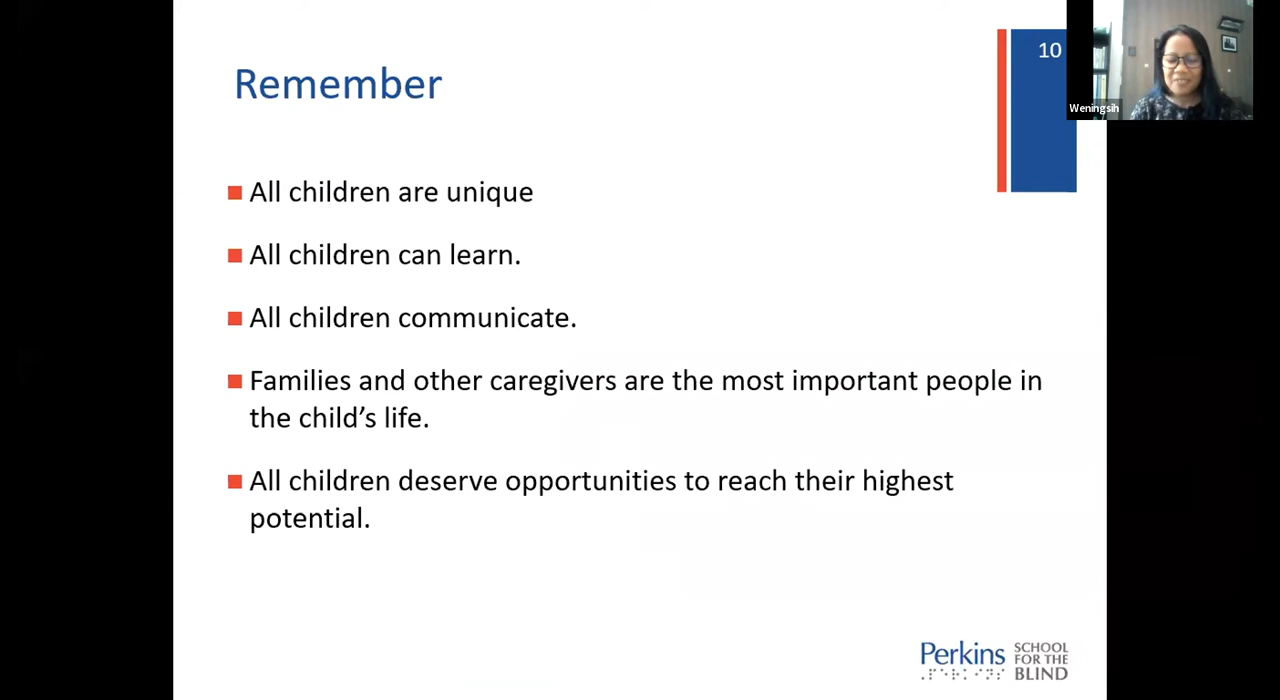 Remember
10
Weningsih
All children are unique
All children can learn.
All children communicate.
Families and other caregivers are the most important people in
the child’s life.
All children deserve opportunities to reach their highest
potential.
Perkins
SCHOOL
FOR THE
BLIND